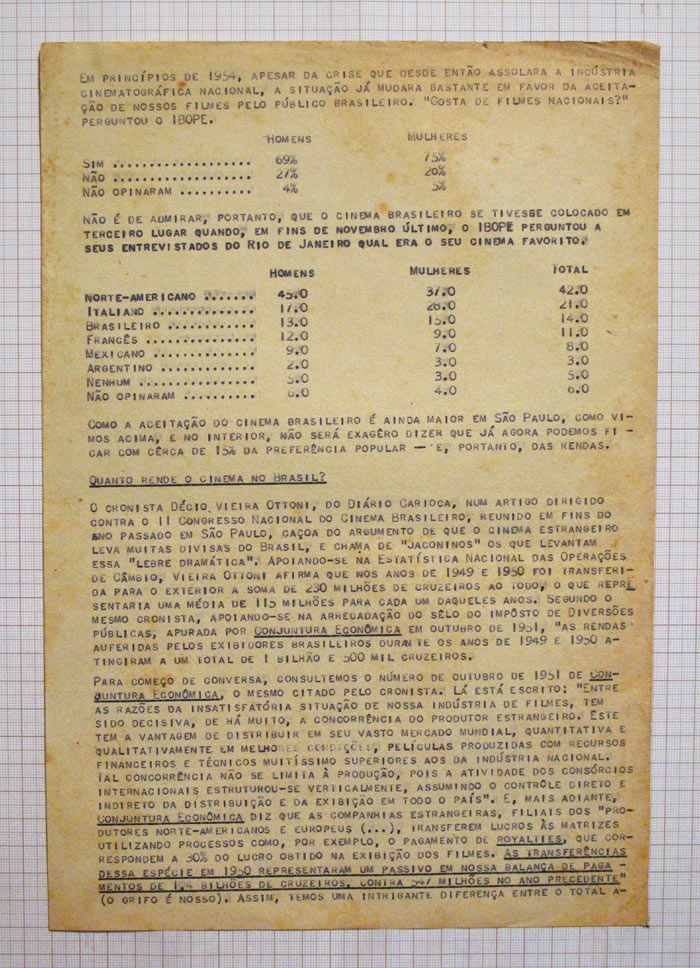 EM PRINCÍPIOS DE 1954, APESAR DA CRISE QUE DESDE ENTÃO ASSOLARA A INDÚSTRIA
CINEMATOGRÁFICA NACIONAL, A SITUAÇÃO JÁ MUDARA BASTANTE EM FAVOR DA ACEITA-
ÇÃO DE NOSSOS FILMES PELO PÚBLICO BRASILEIRO. "GOSTA DE FILMES NACIONAIS?"
PERGUNTOU O IBOPE.
HOMENS MULHERES
SIM ................... 69% 75%
NÃO ................... 27% 20%
NÃO OPINARAM .......... 4% 5%
NÃO É DE ADMIRAR, PORTANTO, QUE O CINEMA BRASILEIRO SE TIVESSE COLOCADO EM
TERCEIRO LUGAR QUANDO, EM FINS DE NOVEMBRO ÚLTIMO, O IBOPE PERGUNTOU A
SEUS ENTREVISTADOS DO RIO DE JANEIRO QUAL ERA O SEU CINEMA FAVORITO.
HOMENS MULHERES TOTAL
NORTE-AMERICANO ....... 45.0 37.0 42.0
ITALIANO .............. 17.0 28.0 21.0
BRASILEIRO ............ 13.0 15.0 14.0
FRANCÊS ............... 12.0 9.0 11.0
MEXICANO .............. 9.0 7.0 8.0
ARGENTINO ............. 2.0 3.0 3.0
NENHUM ................ 5.0 3.0 5.0
NÃO OPINARAM .......... 4.0 6.0
COMO A ACEITAÇÃO DO CINEMA BRASILEIRO É AINDA MAIOR EM SÃO PAULO, COMO VI-
MOS ACIMA, E NO INTERIOR, NÃO SERÁ EXAGÊRO DIZER QUE JÁ AGORA PODEMOS FI-
CAR COM CÊRCA DE 15% DA PREFERÊNCIA POPULAR — E, PORTANTO, DAS RENDAS.
QUANTO RENDE O CINEMA NO BRASIL?
O CRONISTA DÉCIO VIEIRA OTTONI, DO DIÁRIO CARIOCA, NUM ARTIGO DIRIGIDO
CONTRA O II CONGRESSO NACIONAL DO CINEMA BRASILEIRO, REUNIDO EM FINS DO
ANO PASSADO EM SÃO PAULO, CAÇOA DO ARGUMENTO DE QUE O CINEMA ESTRANGEIRO
LEVA MUITAS DIVISAS DO BRASIL, E CHAMA DE "JACONINOS" OS QUE LEVANTAM
ESSA "LEBRE DRAMÁTICA". APOIANDO-SE NA ESTATÍSTICA NACIONAL DAS OPERAÇÕES
DE CÂMBIO, VIEIRA OTTONI AFIRMA QUE NOS ANOS DE 1949 E 1950 FOI TRANSFERI-
DA PARA O EXTERIOR A SOMA DE 230 MILHÕES DE CRUZEIROS AO TODO, O QUE REPRE
SENTARIA UMA MÉDIA DE 115 MILHÕES PARA CADA UM DAQUELES ANOS. SEGUNDO O
MESMO CRONISTA, APOIANDO-SE NA ARRECADAÇÃO DO SÊLO DO IMPÔSTO DE DIVERSÕES
PÚBLICAS, APURADA POR CONJUNTURA ECONÔMICA EM OUTUBRO DE 1951, "AS RENDAS
AUFERIDAS PELOS EXIBIDORES BRASILEIROS DURANTE OS ANOS DE 1949 E 1950 A-
TINGIRAM A UM TOTAL DE 1 BILHÃO E 500 MIL CRUZEIROS.
PARA COMEÇO DE CONVERSA, CONSULTEMOS O NÚMERO DE OUTUBRO DE 1951 DE CON-
JUNTURA ECONÔMICA, O MESMO CITADO PELO CRONISTA. LÁ ESTÁ ESCRITO: "ENTRE
AS RAZÕES DA INSATISFATÓRIA SITUAÇÃO DE NOSSA INDÚSTRIA DE FILMES, TEM
SIDO DECISIVA, DE HÁ MUITO, A CONCORRÊNCIA DO PRODUTOR ESTRANGEIRO. ÊSTE
TEM A VANTAGEM DE DISTRIBUIR EM SEU VASTO MERCADO MUNDIAL, QUANTITATIVA E
QUALITATIVAMENTE EM MELHORES CONDIÇÕES, PELÍCULAS PRODUZIDAS COM RECURSOS
FINANCEIROS E TÉCNICOS MUITÍSSIMO SUPERIORES AOS DA INDÚSTRIA NACIONAL.
TAL CONCORRÊNCIA NÃO SE LIMITA À PRODUÇÃO, POIS A ATIVIDADE DOS CONSÓRCIOS
INTERNACIONAIS ESTRUTUROU-SE VERTICALMENTE, ASSUMINDO O CONTRÔLE DIRETO E
INDIRETO DA DISTRIBUIÇÃO E DA EXIBIÇÃO EM TODO O PAÍS". E, MAIS ADIANTE,
CONJUNTURA ECONÔMICA DIZ QUE AS COMPANHIAS ESTRANGEIRAS, FILIAIS DOS "PRO-
DUTORES NORTE-AMERICANOS E EUROPEUS (...), TRANSFEREM LUCROS ÀS MATRIZES
UTILIZANDO PROCESSOS COMO, POR EXEMPLO, O PAGAMENTO DE ROYALTIES, QUE COR-
RESPONDEM A 30% DO LUCRO OBTIDO NA EXIBIÇÃO DOS FILMES. AS TRANSFERÊNCIAS
DESSA ESPÉCIE EM 1950 REPRESENTARAM UM PASSIVO EM NOSSA BALANÇA DE PAGA-
MENTOS DE 1,4 BILHÕES DE CRUZEIROS, CONTRA 547 MILHÕES NO ANO PRECEDENTE"
(O GRIFO É NOSSO). ASSIM, TEMOS UMA INTRIGANTE DIFERENÇA ENTRE O TOTAL A-